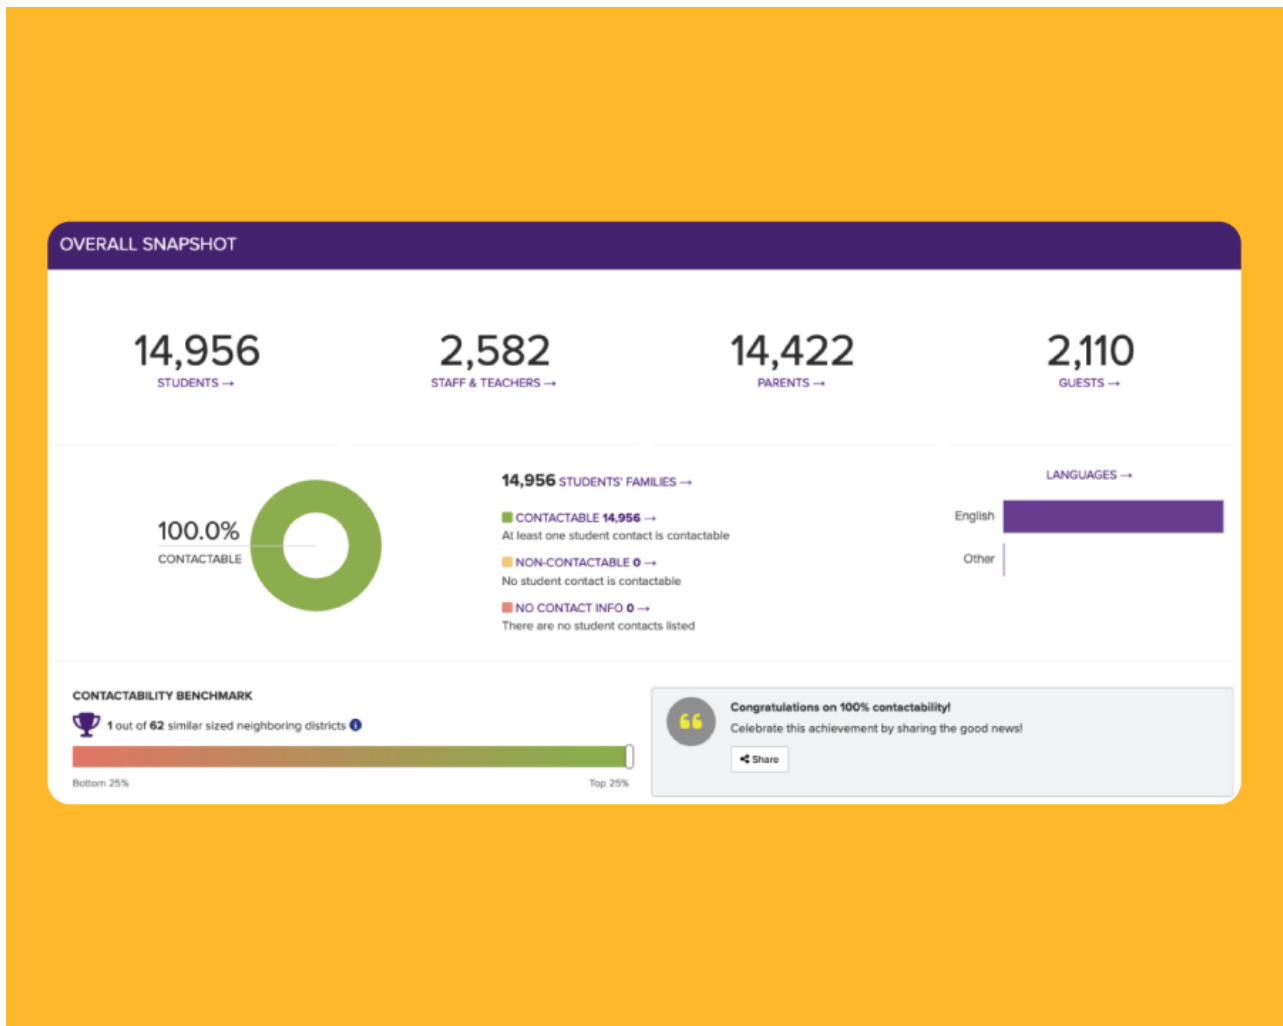 OVERALL SNAPSHOT
14,956
STUDENTS →
2,582
STAFF & TEACHERS →
14,422
PARENTS →
2,110
GUESTS →
100.0%
CONTACTABLE
14,956 STUDENTS' FAMILIES →
CONTACTABLE 14,956 →
At least one student contact is contactable
NON-CONTACTABLE 0 →
No student contact is contactable
NO CONTACT INFO 0 →
There are no student contacts listed
LANGUAGES →
English
Other
CONTACTABILITY BENCHMARK
1 out of 62 similar sized neighboring districts
Bottom 25%
Top 25%
Congratulations on 100% contactability!
Celebrate this achievement by sharing the good news!
Share